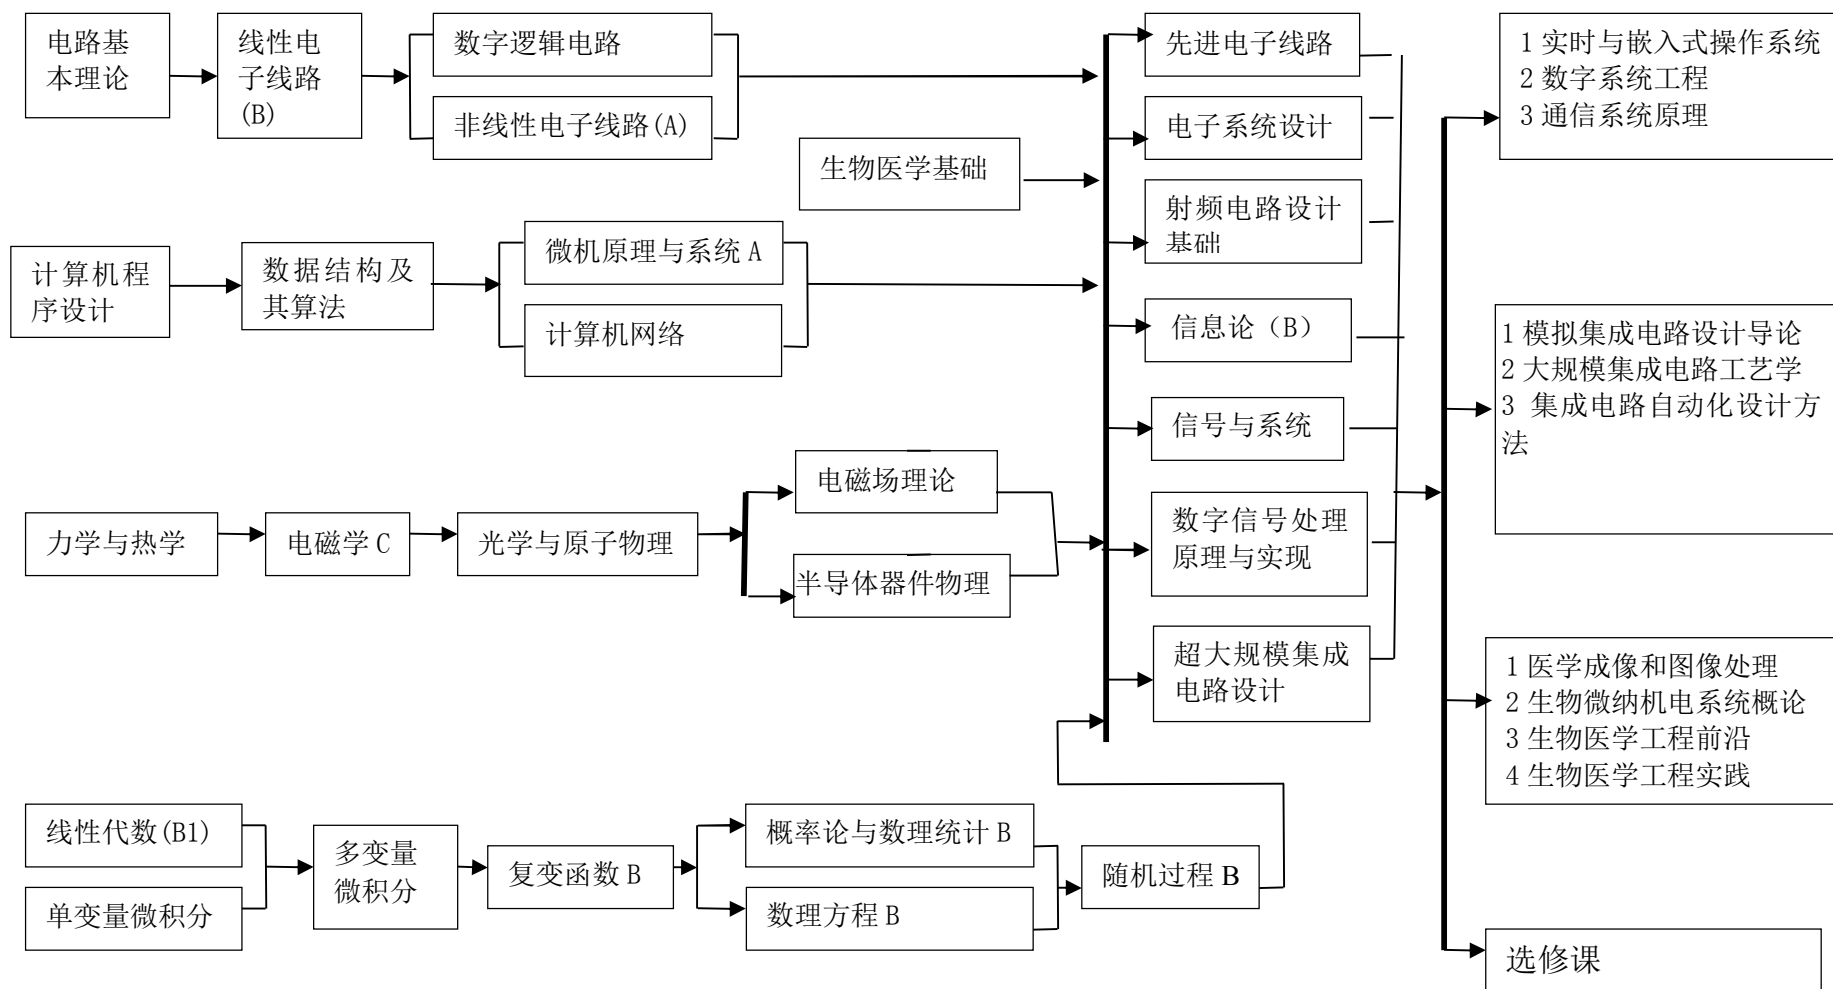 电路基
本理论
线性电
子线路
(B)
数字逻辑电路
非线性电子线路(A)
生物医学基础
计算机程
序设计
数据结构及
其算法
微机原理与系统 A
计算机网络
力学与热学
电磁学 C
光学与原子物理
电磁场理论
半导体器件物理
线性代数(B1)
单变量微积分
多变量
微积分
复变函数 B
概率论与数理统计 B
数理方程 B
随机过程 B
先进电子线路
电子系统设计
射频电路设计
基础
信息论（B）
信号与系统
数字信号处理
原理与实现
超大规模集成
电路设计
1 实时与嵌入式操作系统
2 数字系统工程
3 通信系统原理
1 模拟集成电路设计导论
2 大规模集成电路工艺学
3 集成电路自动化设计方
法
1 医学成像和图像处理
2 生物微纳机电系统概论
3 生物医学工程前沿
4 生物医学工程实践
选修课